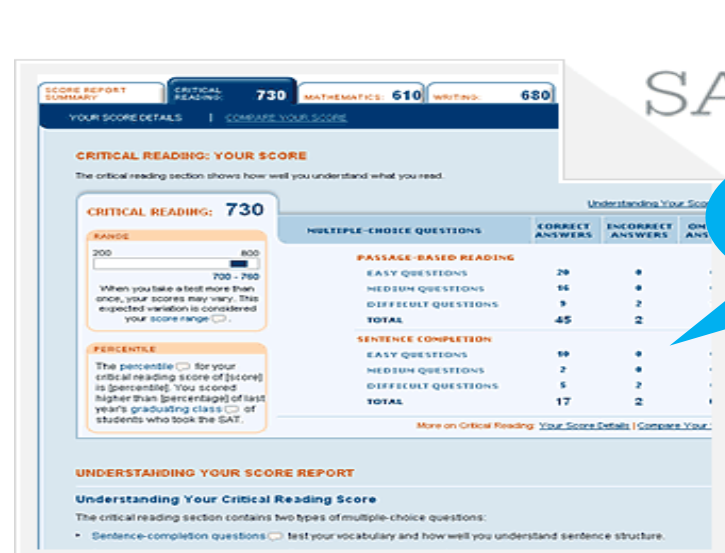 SA
SCORE REPORT SUMMARY CRITICAL READING: 730 MATHEMATICS: 610 WRITING: 680
YOUR SCORE DETAILS | COMPARE YOUR SCORE
CRITICAL READING: YOUR SCORE
The critical reading section shows how well you understand what you read.
Understanding Your Scor
CRITICAL READING: 730
RANGE
200 800
700 - 760
When you take a test more than
once, your scores may vary. This
expected variation is considered
your score range.
PERCENTILE
The percentile for your
critical reading score of [score]
is [percentile]. You scored
higher than [percentage] of last
year's graduating class of
students who took the SAT.
MULTIPLE-CHOICE QUESTIONS CORRECT ANSWERS INCORRECT ANSWERS OM ANS
PASSAGE-BASED READING
EASY QUESTIONS 20 0
MEDIUM QUESTIONS 16 0
DIFFICULT QUESTIONS 9 2
TOTAL 45 2
SENTENCE COMPLETION
EASY QUESTIONS 10 0
MEDIUM QUESTIONS 2 0
DIFFICULT QUESTIONS 5 2
TOTAL 17 2
More on Critical Reading: Your Score Details | Compare Your
UNDERSTANDING YOUR SCORE REPORT
Understanding Your Critical Reading Score
The critical reading section contains two types of multiple-choice questions:
• Sentence-completion questions test your vocabulary and how well you understand sentence structure.